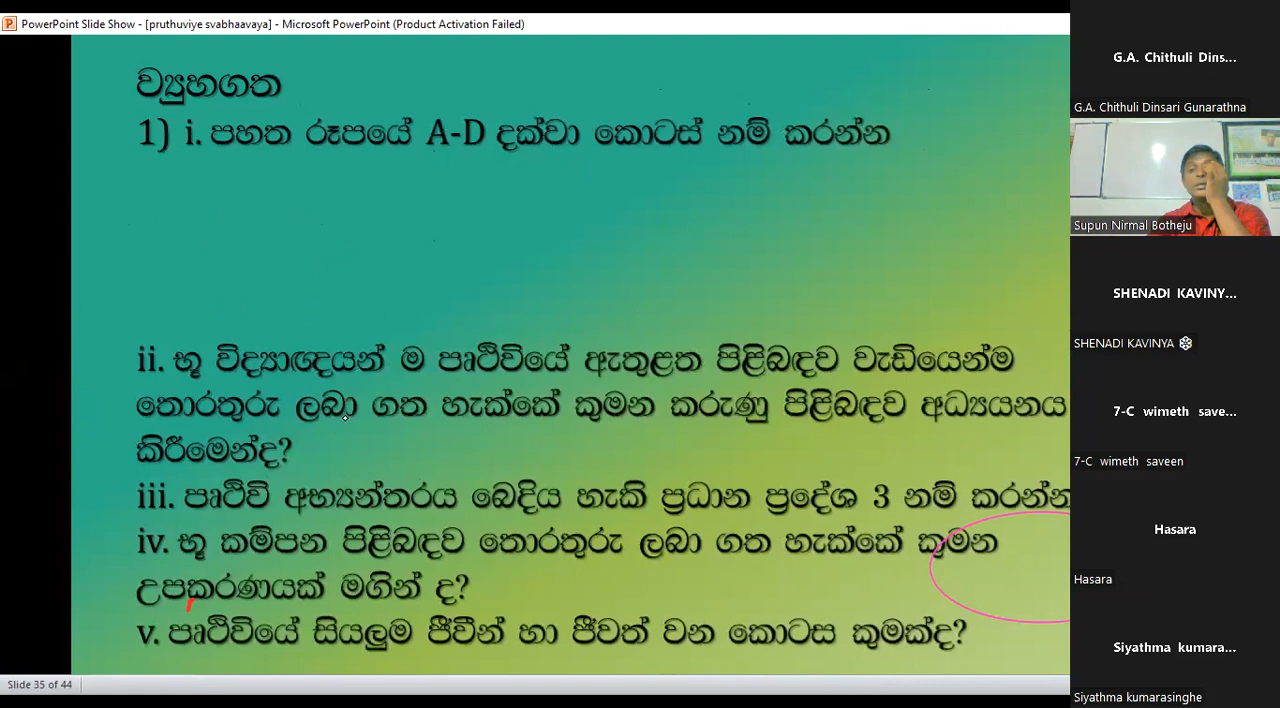 PowerPoint Slide Show - [pruthuviye svabhaavaya] - Microsoft PowerPoint (Product Activation Failed)
ව්‍යුහගත
1) i. පහත රූපයේ A-D දක්වා කොටස් නම් කරන්න
ii. භූ විද්‍යාඥයන් ම පෘථිවියේ ඇතුළත පිළිබඳව වැඩියෙන්ම
තොරතුරු ලබා ගත හැක්කේ කුමන කරුණු පිළිබඳව අධ්‍යයනය
කිරීමෙන්ද?
iii. පෘථිවි අභ්‍යන්තරය බෙදිය හැකි ප්‍රධාන ප්‍රදේශ 3 නම් කරන්න
iv. භූ කම්පන පිළිබඳව තොරතුරු ලබා ගත හැක්කේ කුමන
උපකරණයක් මගින් ද?
v. පෘථිවියේ සියලුම ජීවීන් හා ජීවත් වන කොටස කුමක්ද?
Slide 35 of 44
G.A. Chithuli Dins...
G.A. Chithuli Dinsari Gunarathna
Supun Nirmal Botheju
SHENADI KAVINY...
SHENADI KAVINYA
7-C wimeth save...
7-C wimeth saveen
Hasara
Hasara
Siyathma kumara...
Siyathma kumarasinghe